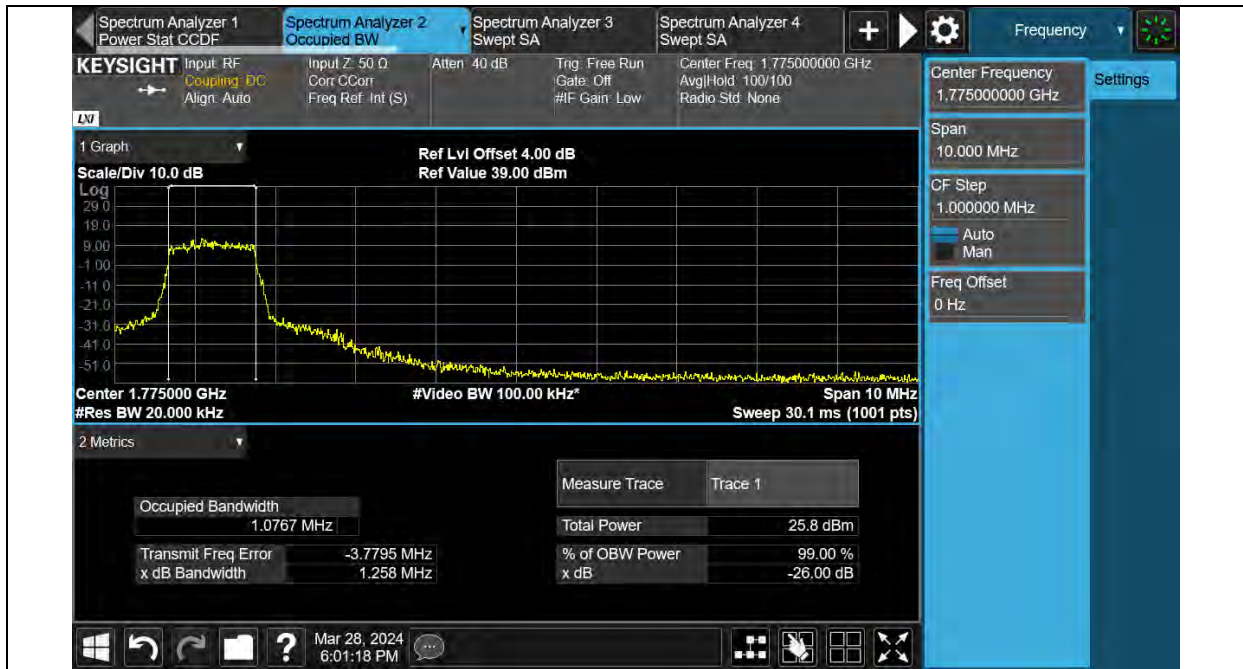 Spectrum Analyzer 1
Power Stat CCDF
Spectrum Analyzer 2
Occupied BW
Spectrum Analyzer 3
Swept SA
Spectrum Analyzer 4
Swept SA
+
Frequency
KEYSIGHT
LXI
Input: RF
Coupling: DC
Align: Auto
Input Z: 50 Ω
Corr CCorr
Freq Ref: Int (S)
Atten: 40 dB
Trig: Free Run
Gate: Off
#IF Gain: Low
Center Freq: 1.775000000 GHz
Avg|Hold: 100/100
Radio Std: None
Center Frequency
1.775000000 GHz
Settings
Span
10.000 MHz
CF Step
1.000000 MHz
Auto
Man
Freq Offset
0 Hz
1 Graph
Scale/Div 10.0 dB
Ref Lvl Offset 4.00 dB
Ref Value 39.00 dBm
Log
29.0
19.0
9.00
-1.00
-11.0
-21.0
-31.0
-41.0
-51.0
Center 1.775000 GHz
#Res BW 20.000 kHz
#Video BW 100.00 kHz*
Span 10 MHz
Sweep 30.1 ms (1001 pts)
2 Metrics
Measure Trace Trace 1
Occupied Bandwidth
1.0767 MHz
Total Power 25.8 dBm
Transmit Freq Error -3.7795 MHz
% of OBW Power 99.00 %
x dB Bandwidth 1.258 MHz
x dB -26.00 dB
?
Mar 28, 2024
6:01:18 PM